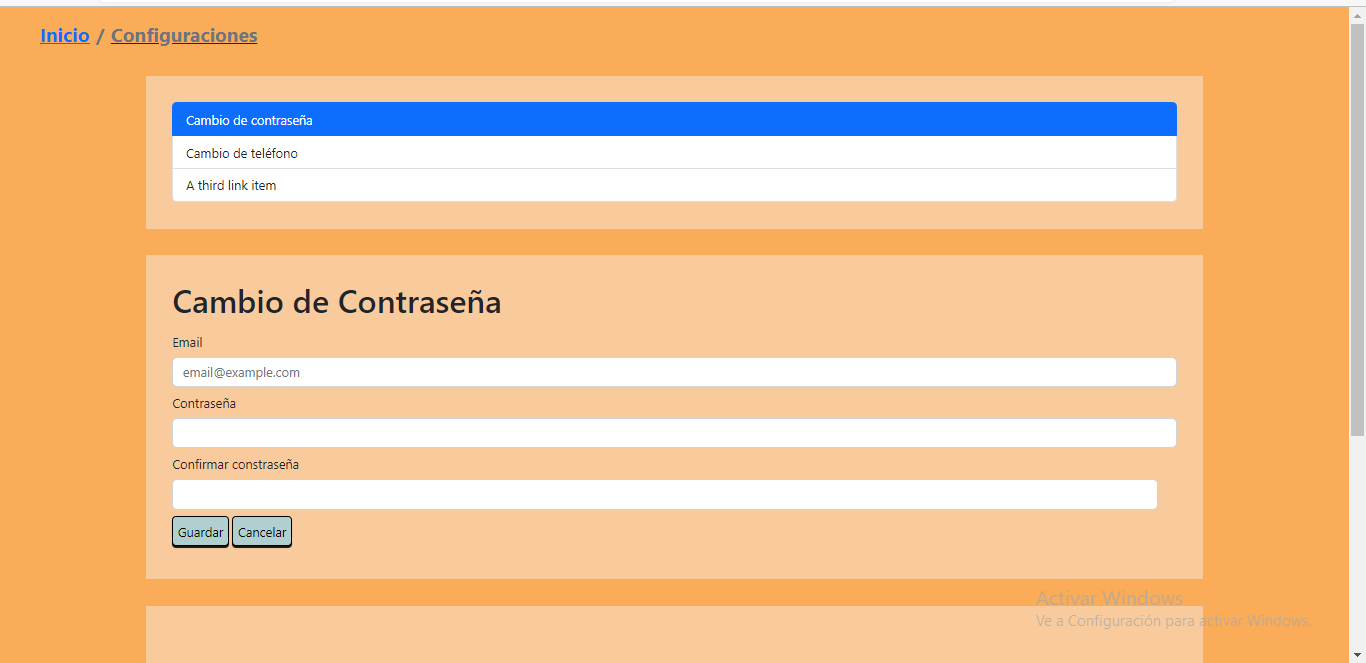 Inicio / Configuraciones
Cambio de contraseña
Cambio de teléfono
A third link item
Cambio de Contraseña
Email
email@example.com
Contraseña
Confirmar constraseña
Guardar Cancelar
Activar Windows
Ve a Configuración para activar Windows.